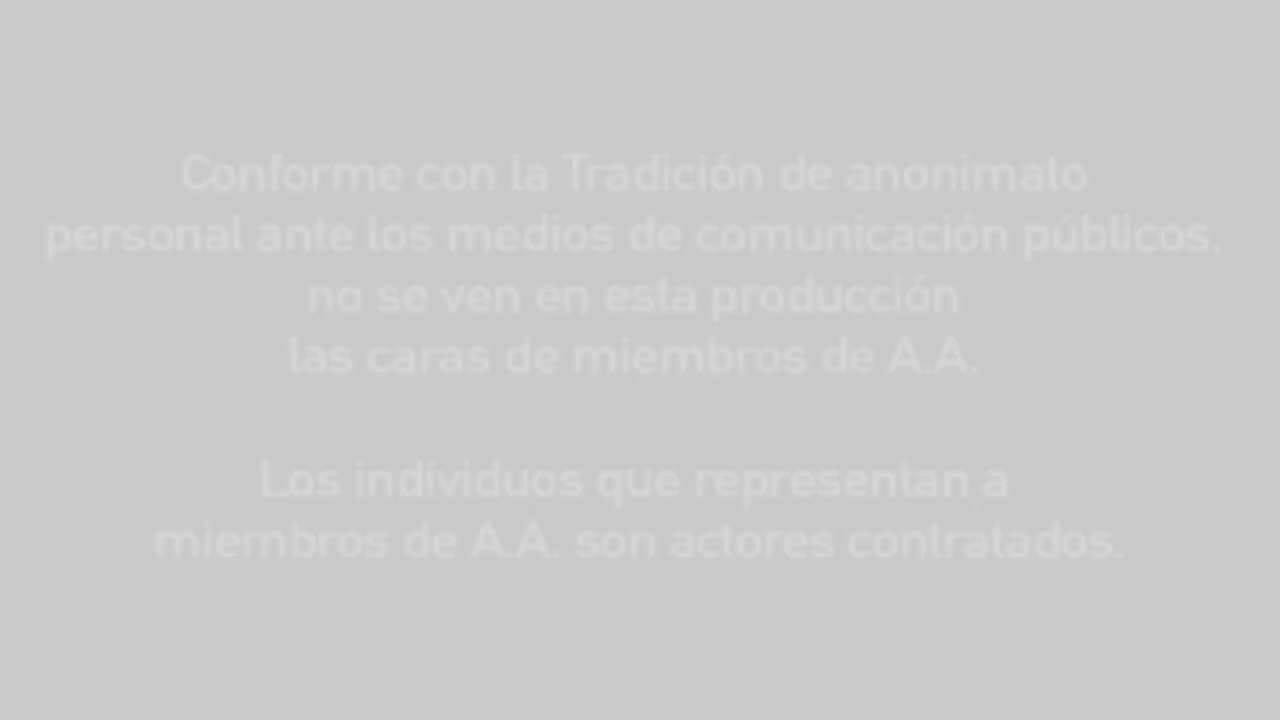 Conforme con la Tradición de anonimato
personal ante los medios de comunicación públicos,
no se ven en esta producción
las caras de miembros de A.A.
Los individuos que representan a
miembros de A.A. son actores contratados.